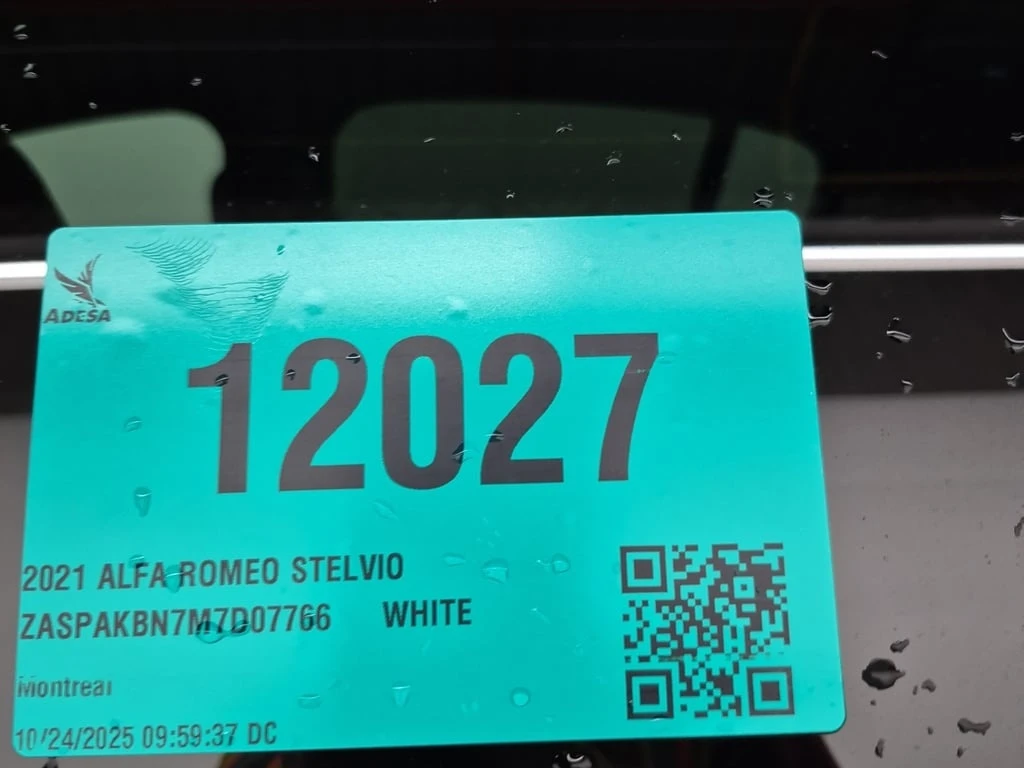 ADESA
12027
2021 ALFA ROMEO STELVIO
ZASPAKBN7M7D07766 WHITE
Montreal
10/24/2025 09:59:37 DC